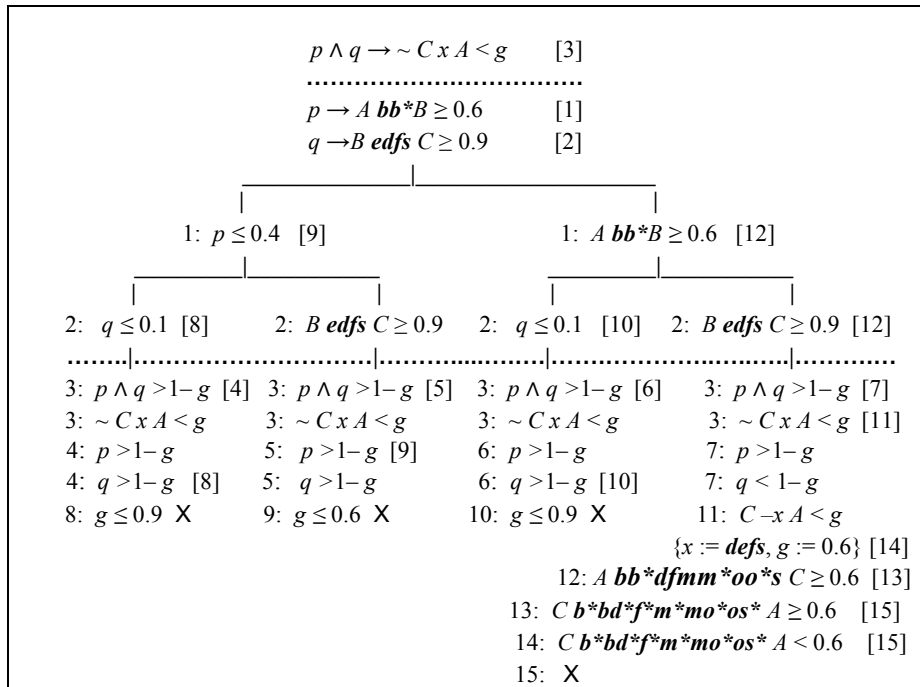 p ∧ q → ~ C x A < g [3]
p → A bb*B ≥ 0.6 [1]
q →B edfs C ≥ 0.9 [2]
1: p ≤ 0.4 [9] 1: A bb*B ≥ 0.6 [12]
2: q ≤ 0.1 [8] 2: B edfs C ≥ 0.9 2: q ≤ 0.1 [10] 2: B edfs C ≥ 0.9 [12]
3: p ∧ q >1– g [4] 3: p ∧ q >1– g [5] 3: p ∧ q >1– g [6] 3: p ∧ q >1– g [7]
3: ~ C x A < g 3: ~ C x A < g 3: ~ C x A < g 3: ~ C x A < g [11]
4: p >1– g 5: p >1– g [9] 6: p >1– g 7: p >1– g
4: q >1– g [8] 5: q >1– g 6: q >1– g [10] 7: q < 1– g
8: g ≤ 0.9 X 9: g ≤ 0.6 X 10: g ≤ 0.9 X 11: C –x A < g
{x := defs, g := 0.6} [14]
12: A bb*dfmm*oo*s C ≥ 0.6 [13]
13: C b*bd*f*m*mo*os* A ≥ 0.6 [15]
14: C b*bd*f*m*mo*os* A < 0.6 [15]
15: X